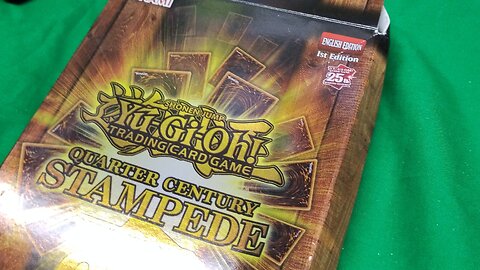 ENGLISH EDITION
1st Edition
25th
SHONEN JUMP
Yu-Gi-Oh!
TRADING CARD GAME
QUARTER CENTURY
STAMPEDE